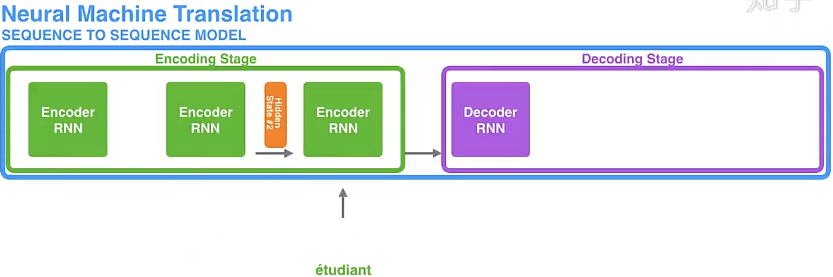 Neural Machine Translation
SEQUENCE TO SEQUENCE MODEL
Encoding Stage
Decoding Stage
Encoder
RNN
Encoder
RNN
Hidden
State #2
Encoder
RNN
Decoder
RNN
étudiant